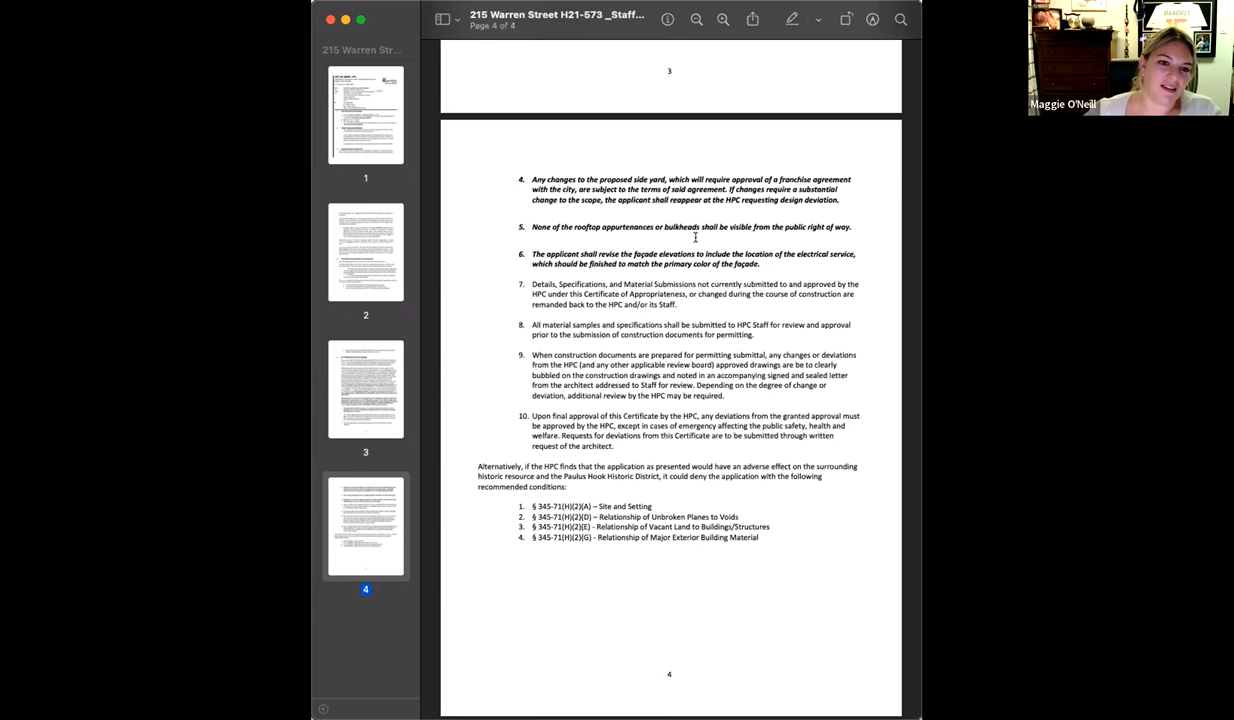 215 Warren Street H21-573 _Staff...
Page 4 of 4
215 Warren Str...
1
2
3
4
3
4. Any changes to the proposed side yard, which will require approval of a franchise agreement
with the city, are subject to the terms of said agreement. If changes require a substantial
change to the scope, the applicant shall reappear at the HPC requesting design deviation.
5. None of the rooftop appurtenances or bulkheads shall be visible from the public right of way.
6. The applicant shall revise the façade elevations to include the location of the electrical service,
which should be finished to match the primary color of the façade.
7. Details, Specifications, and Material Submissions not currently submitted to and approved by the
HPC under this Certificate of Appropriateness, or changed during the course of construction are
remanded back to the HPC and/or its Staff.
8. All material samples and specifications shall be submitted to HPC Staff for review and approval
prior to the submission of construction documents for permitting.
9. When construction documents are prepared for permitting submittal, any changes or deviations
from the HPC (and any other applicable review board) approved drawings are be to clearly
bubbled on the construction drawings and noted in an accompanying signed and sealed letter
from the architect addressed to Staff for review. Depending on the degree of change or
deviation, additional review by the HPC may be required.
10. Upon final approval of this Certificate by the HPC, any deviations from the granted approval must
be approved by the HPC, except in cases of emergency affecting the public safety, health and
welfare. Requests for deviations from this Certificate are to be submitted through written
request of the architect.
Alternatively, if the HPC finds that the application as presented would have an adverse effect on the surrounding
historic resource and the Paulus Hook Historic District, it could deny the application with the following
recommended conditions:
1. § 345-71(H)(2)(A) – Site and Setting
2. § 345-71(H)(2)(D) – Relationship of Unbroken Planes to Voids
3. § 345-71(H)(2)(E) - Relationship of Vacant Land to Buildings/Structures
4. § 345-71(H)(2)(G) - Relationship of Major Exterior Building Material
4
Maggie O'Neill